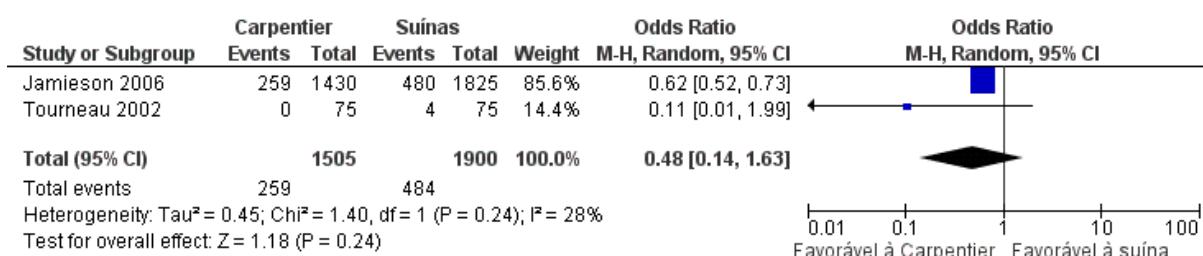 Carpentier Suínas Odds Ratio Odds Ratio
Study or Subgroup Events Total Events Total Weight M-H, Random, 95% CI M-H, Random, 95% CI
Jamieson 2006 259 1430 480 1825 85.6% 0.62 [0.52, 0.73]
Tourneau 2002 0 75 4 75 14.4% 0.11 [0.01, 1.99]
Total (95% CI) 1505 1900 100.0% 0.48 [0.14, 1.63]
Total events 259 484
Heterogeneity: Tau² = 0.45; Chi² = 1.40, df = 1 (P = 0.24); I² = 28%
Test for overall effect: Z = 1.18 (P = 0.24)
0.01 0.1 1 10 100
Favorável à Carpentier Favorável à suína